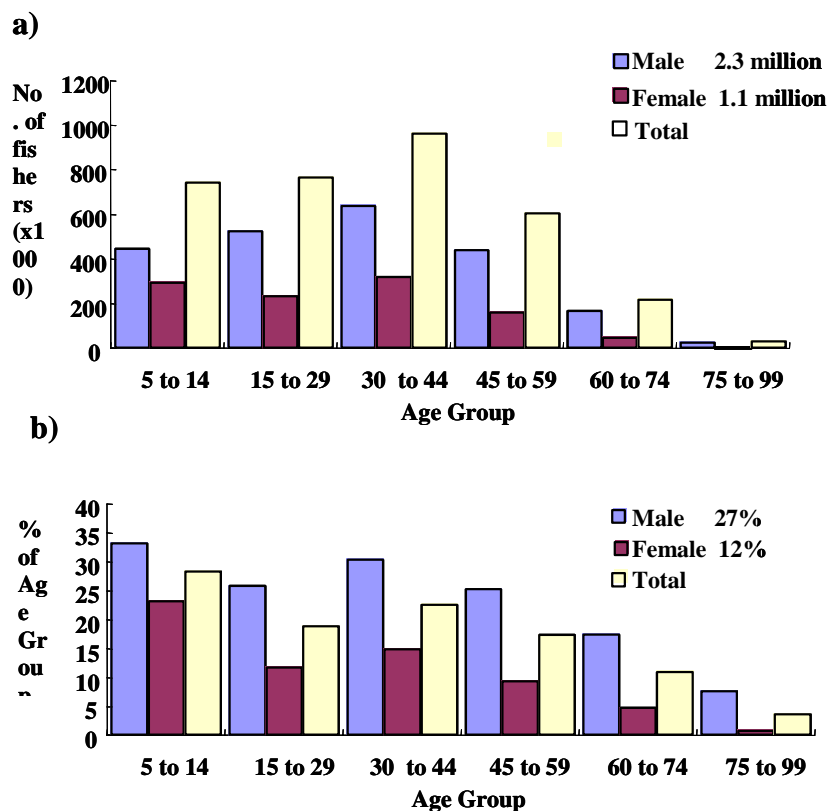 a)
No
. of
fis
he
rs
(x1
00
0)
1200
1000
800
600
400
200
0
Male 2.3 million
Female 1.1 million
Total
5 to 14 15 to 29 30 to 44 45 to 59 60 to 74 75 to 99
Age Group
b)
%
of
Ag
e
Gr
ou
40
35
30
25
20
15
10
5
0
Male 27%
Female 12%
Total
5 to 14 15 to 29 30 to 44 45 to 59 60 to 74 75 to 99
Age Group